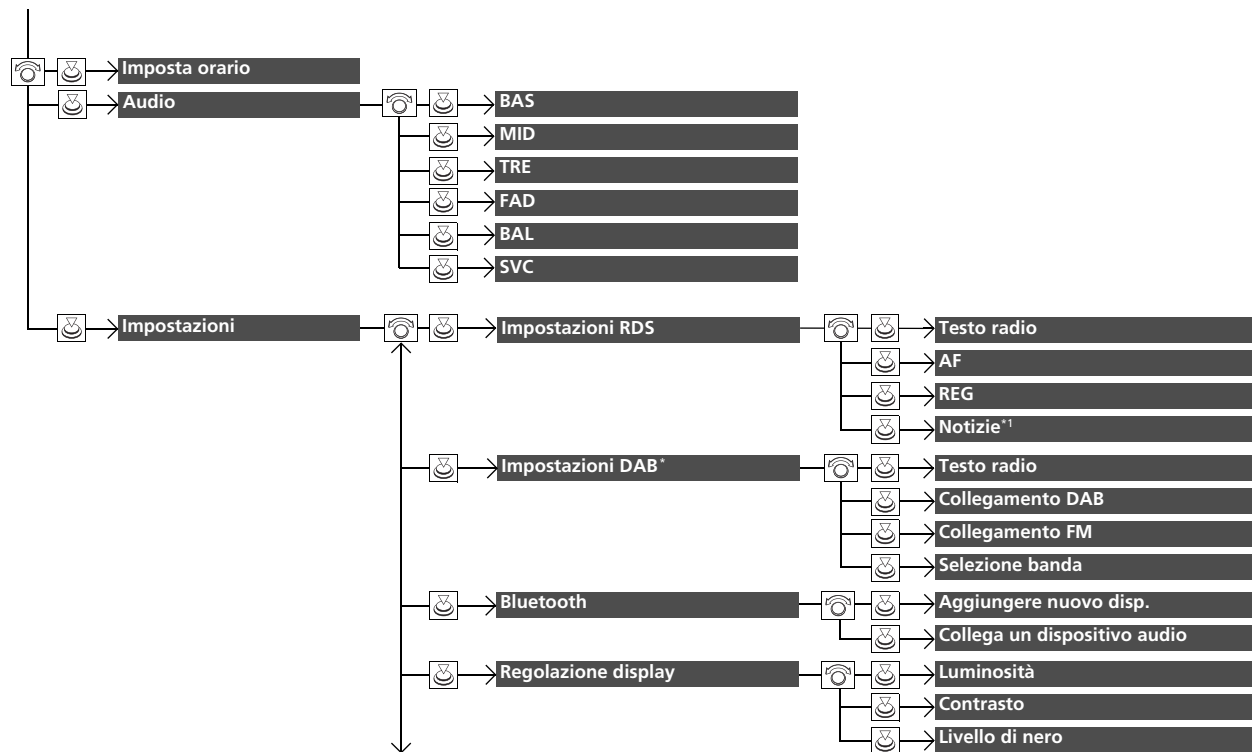 Imposta orario
Audio
BAS
MID
TRE
FAD
BAL
SVC
Impostazioni
Impostazioni RDS
Testo radio
AF
REG
Notizie*1
Impostazioni DAB*
Testo radio
Collegamento DAB
Collegamento FM
Selezione banda
Bluetooth
Aggiungere nuovo disp.
Collega un dispositivo audio
Regolazione display
Luminosità
Contrasto
Livello di nero